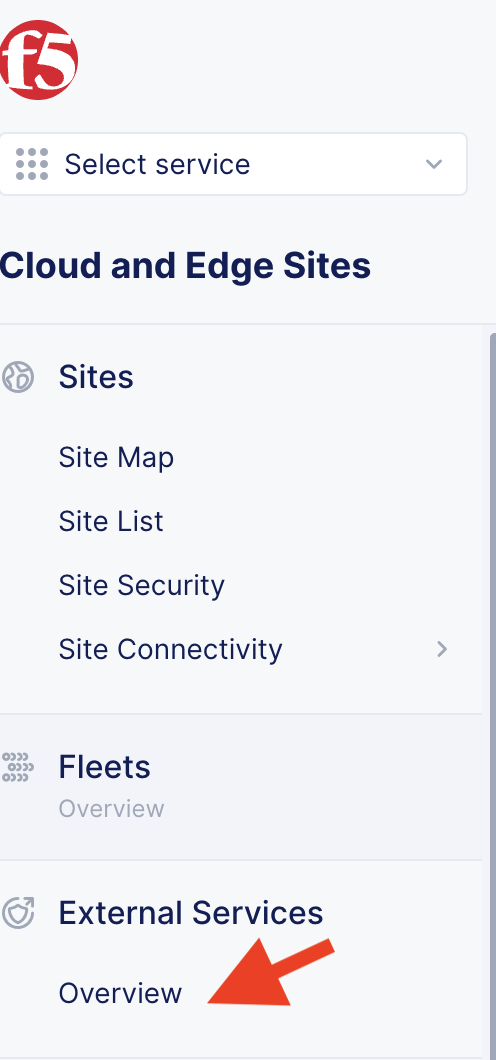 f5
Select service
Cloud and Edge Sites
Sites
Site Map
Site List
Site Security
Site Connectivity
Fleets
Overview
External Services
Overview